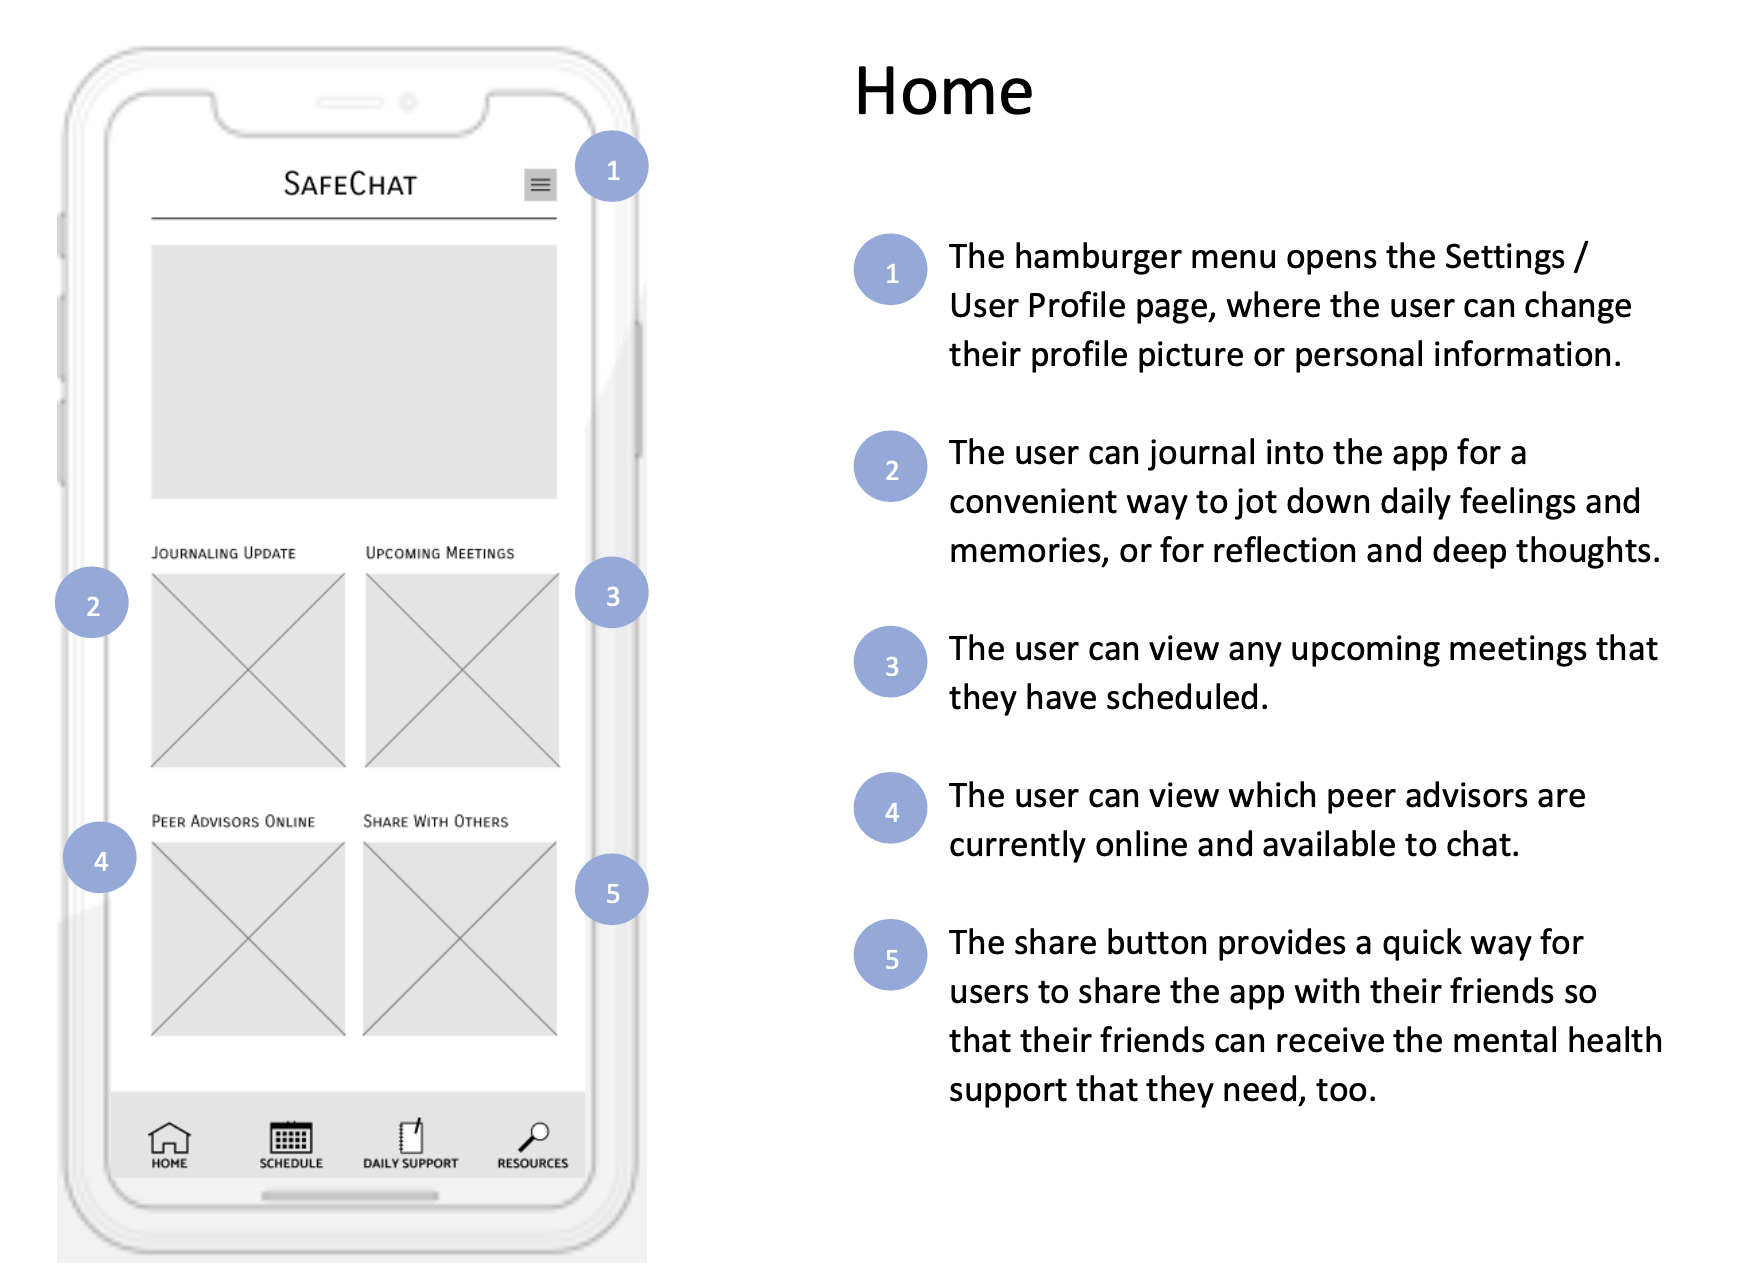 SafeChat
1
Journaling Update
Upcoming Meetings
2
3
Peer Advisors Online
Share With Others
4
5
HOME
SCHEDULE
DAILY SUPPORT
RESOURCES
Home
1
The hamburger menu opens the Settings /
User Profile page, where the user can change
their profile picture or personal information.
2
The user can journal into the app for a
convenient way to jot down daily feelings and
memories, or for reflection and deep thoughts.
3
The user can view any upcoming meetings that
they have scheduled.
4
The user can view which peer advisors are
currently online and available to chat.
5
The share button provides a quick way for
users to share the app with their friends so
that their friends can receive the mental health
support that they need, too.